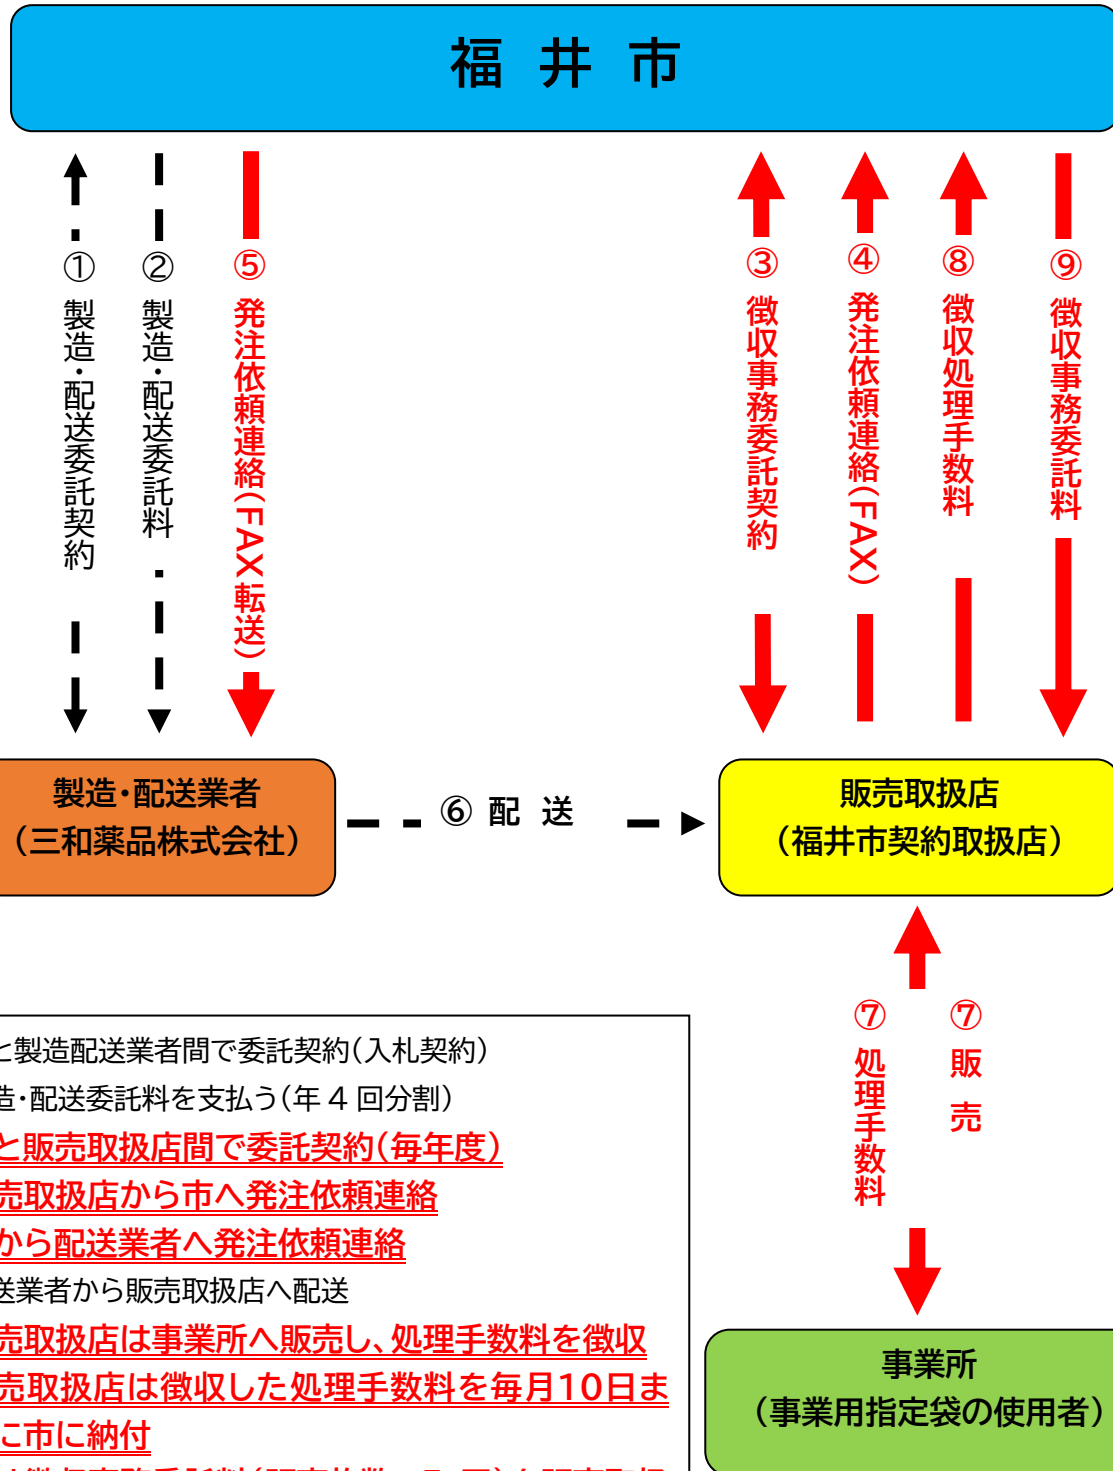 福井市
① 製造・配送委託契約
② 製造・配送委託料
⑤ 発注依頼連絡(FAX転送)
③ 徴収事務委託契約
④ 発注依頼連絡(FAX)
⑧ 徴収処理手数料
⑨ 徴収事務委託料
製造・配送業者
(三和薬品株式会社)
⑥ 配 送
販売取扱店
(福井市契約取扱店)
⑦ 処理手数料
⑦ 販 売
と製造配送業者間で委託契約(入札契約)
造・配送委託料を支払う(年4回分割)
と販売取扱店間で委託契約(毎年度)
売取扱店から市へ発注依頼連絡
から配送業者へ発注依頼連絡
送業者から販売取扱店へ配送
売取扱店は事業所へ販売し、処理手数料を徴収
売取扱店は徴収した処理手数料を毎月10日ま
に市に納付
事業所
(事業用指定袋の使用者)